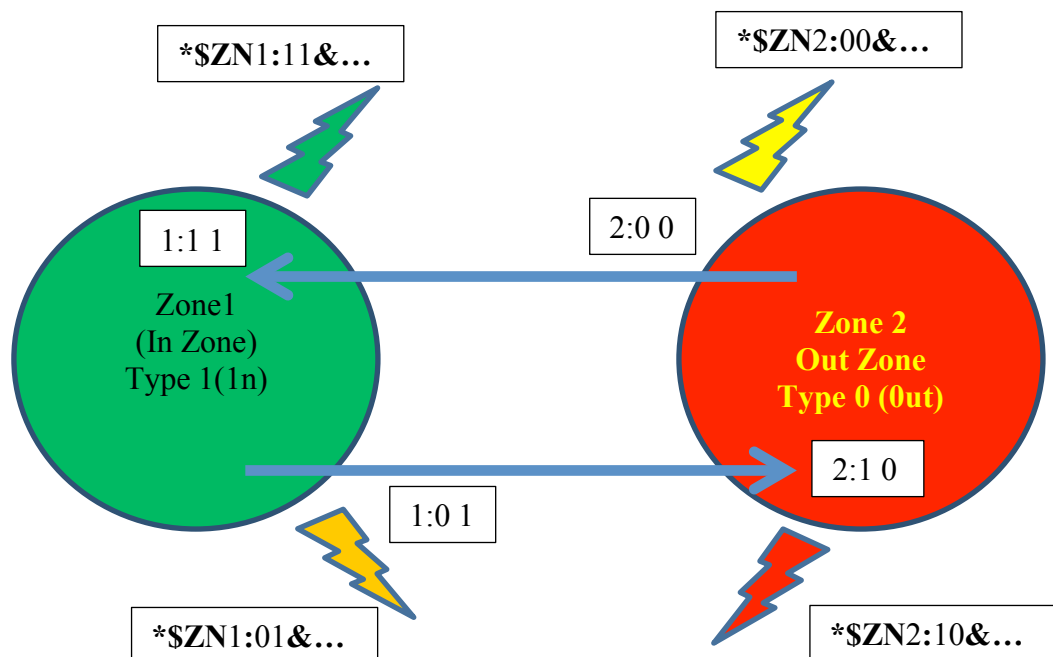 *$ZN1:11&...
*$ZN2:00&...
1:1 1
2:0 0
Zone1
(In Zone)
Type 1(1n)
Zone 2
Out Zone
Type 0 (0ut)
2:1 0
1:0 1
*$ZN1:01&...
*$ZN2:10&...